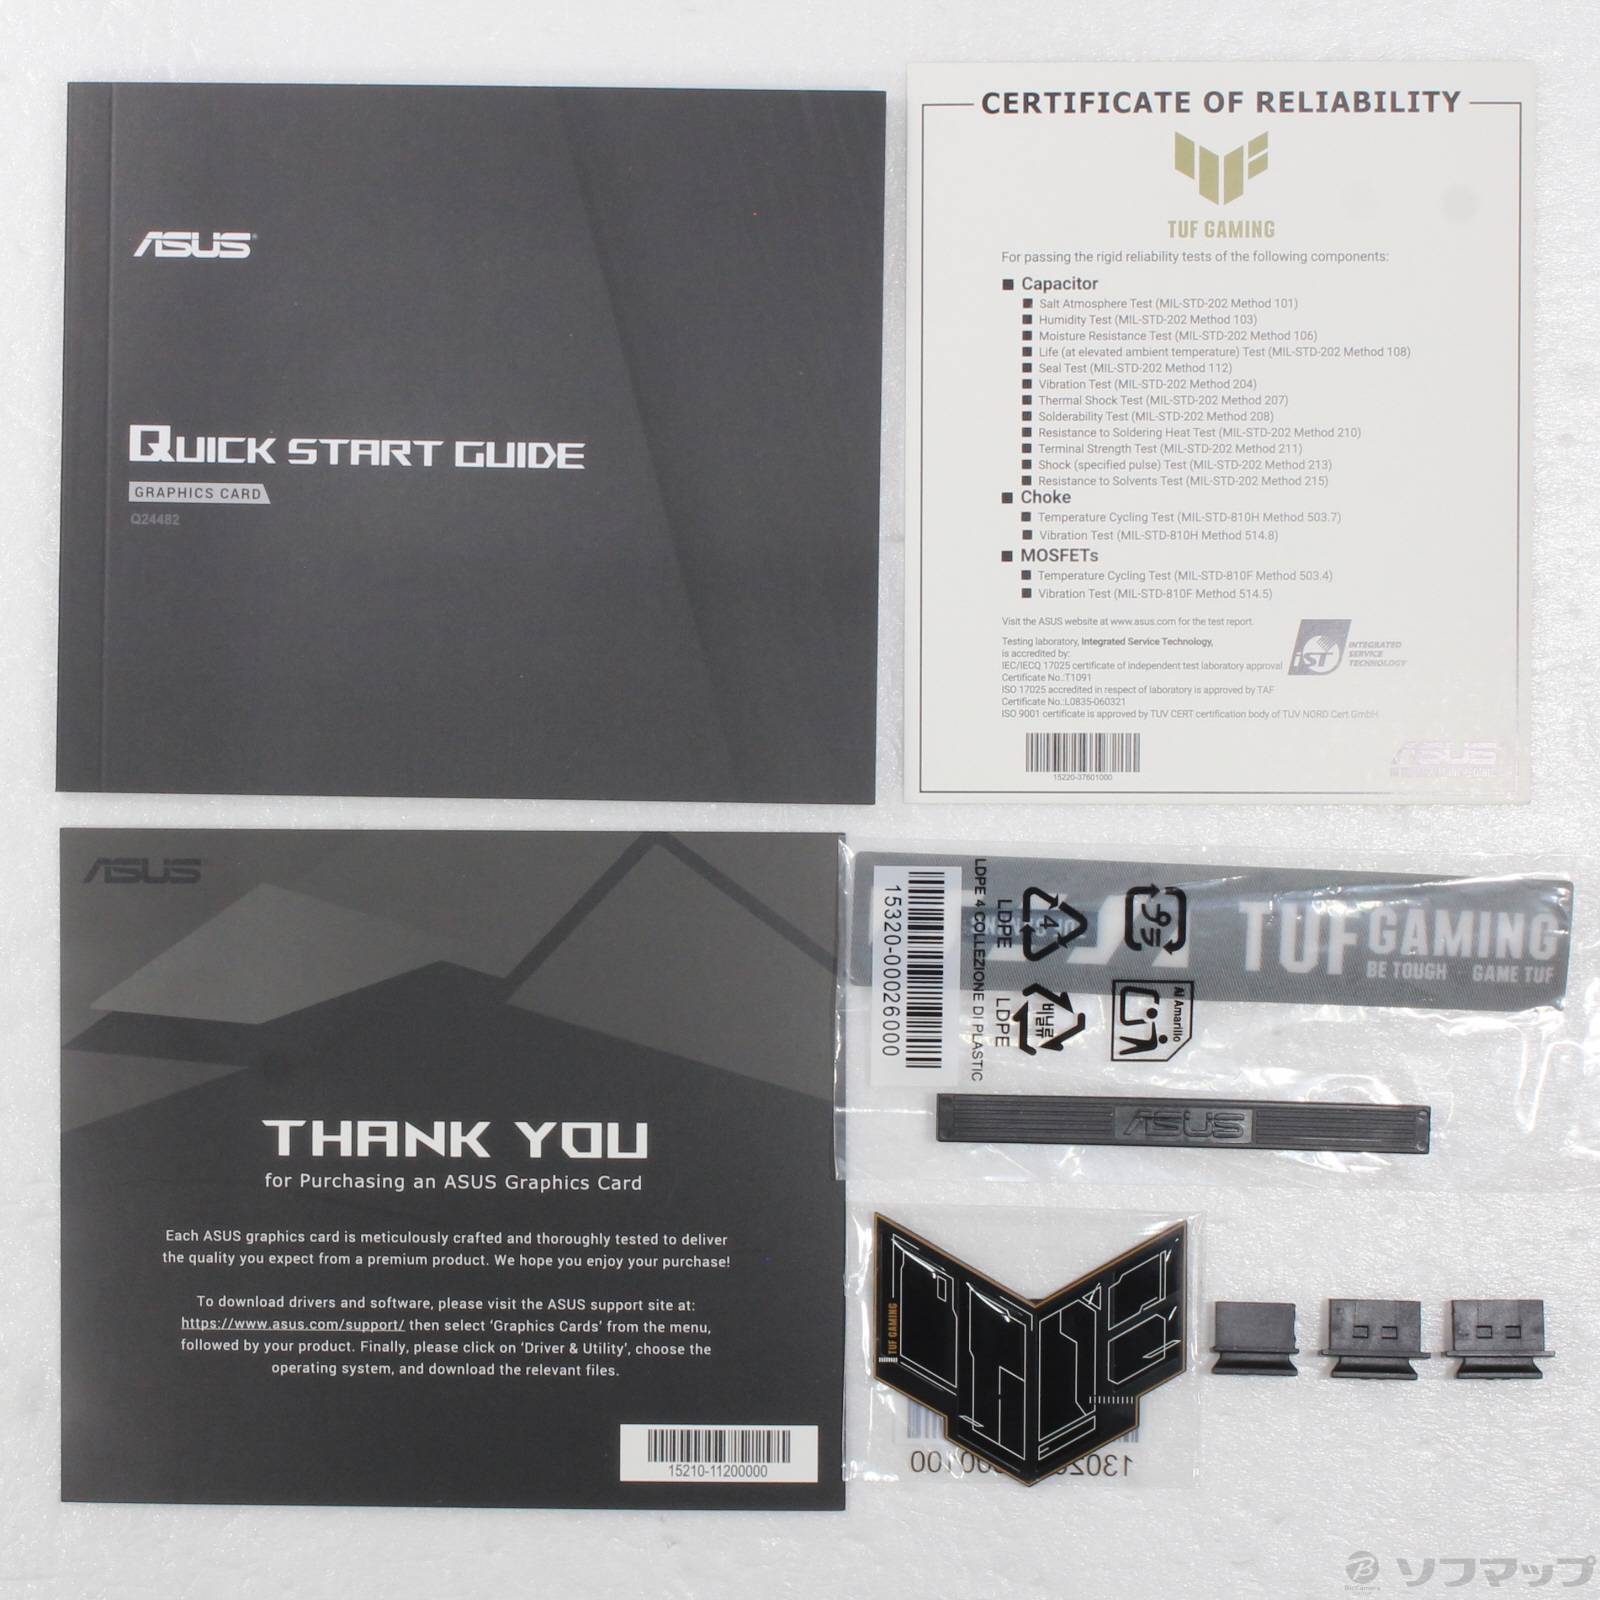 ASUS
QUICK START GUIDE
GRAPHICS CARD
Q24482
CERTIFICATE OF RELIABILITY
TUF GAMING
For passing the rigid reliability tests of the following components:
■ Capacitor
■ Salt Atmosphere Test (MIL-STD-202 Method 101)
■ Humidity Test (MIL-STD-202 Method 103)
■ Moisture Resistance Test (MIL-STD-202 Method 106)
■ Life (at elevated ambient temperature) Test (MIL-STD-202 Method 108)
■ Seal Test (MIL-STD-202 Method 112)
■ Vibration Test (MIL-STD-202 Method 204)
■ Thermal Shock Test (MIL-STD-202 Method 207)
■ Solderability Test (MIL-STD-202 Method 208)
■ Resistance to Soldering Heat Test (MIL-STD-202 Method 210)
■ Terminal Strength Test (MIL-STD-202 Method 211)
■ Shock (specified pulse) Test (MIL-STD-202 Method 213)
■ Resistance to Solvents Test (MIL-STD-202 Method 215)
■ Choke
■ Temperature Cycling Test (MIL-STD-810H Method 503.7)
■ Vibration Test (MIL-STD-810H Method 514.8)
■ MOSFETs
■ Temperature Cycling Test (MIL-STD-810F Method 503.4)
■ Vibration Test (MIL-STD-810F Method 514.5)
Visit the ASUS website at www.asus.com for the test report.
Testing laboratory, Integrated Service Technology,
is accredited by:
IEC/IECQ 17025 certificate of independent test laboratory approval
Certificate No.:T1091
ISO 17025 accredited in respect of laboratory is approved by TAF
Certificate No.:L0835-060321
ISO 9001 certificate is approved by TUV CERT certification body of TUV NORD Cert GmbH
iST
INTEGRATED
SERVICE
TECHNOLOGY
15220-37601000
ASUS
ASUS
THANK YOU
for Purchasing an ASUS Graphics Card
Each ASUS graphics card is meticulously crafted and thoroughly tested to deliver
the quality you expect from a premium product. We hope you enjoy your purchase!
To download drivers and software, please visit the ASUS support site at:
https://www.asus.com/support/ then select ‘Graphics Cards’ from the menu,
followed by your product. Finally, please click on ‘Driver & Utility’, choose the
operating system, and download the relevant files.
15210-11200000
15320-00026000
LDPE 4 COLLEZIONE DI PLASTIC
LDPE
4
プラ
LDPE
비닐류
Al Amarillo
TUF GAMING
BE TOUGH GAME TUF
ASUS
TUF GAMING
BicCamera
ソフマップ